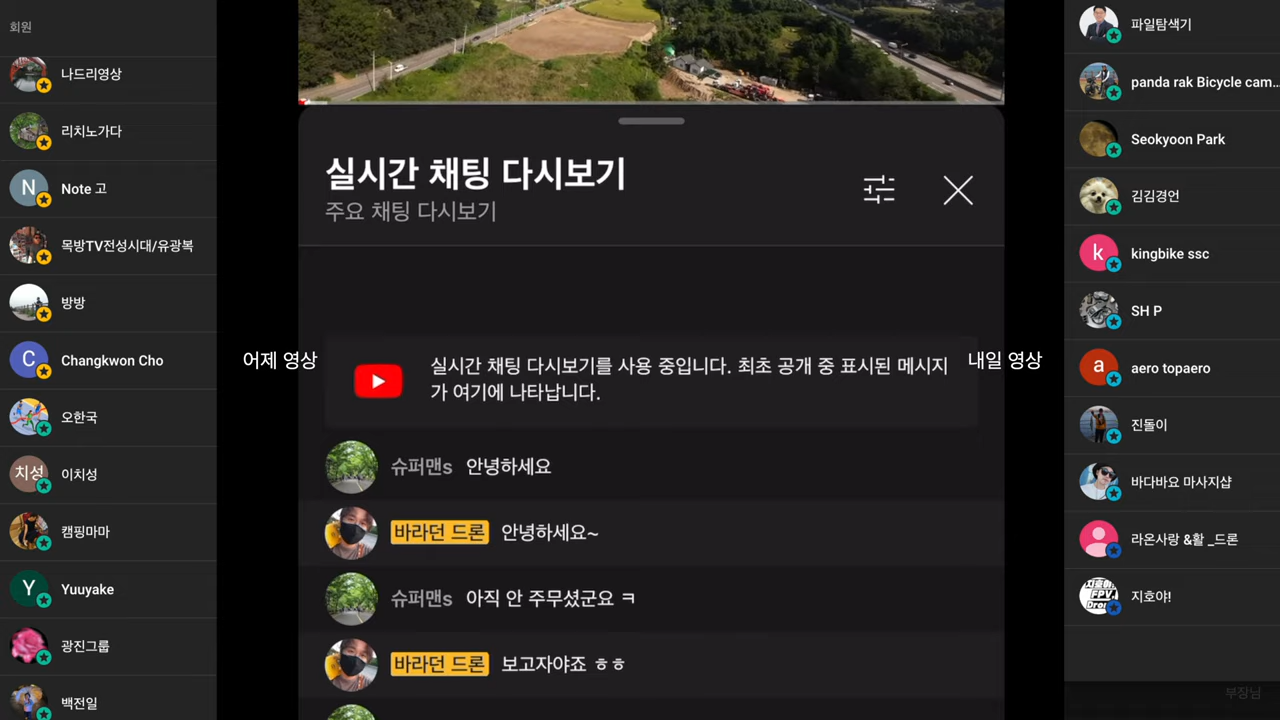 회원
나드리영상
리치노가다
N
Note 고
목방TV전성시대/유광복
방방
C
Changkwon Cho
오한국
치성
이치성
캠핑마마
Y
Yuuyake
광진그룹
백전일
어제 영상
실시간 채팅 다시보기
주요 채팅 다시보기
실시간 채팅 다시보기를 사용 중입니다. 최초 공개 중 표시된 메시지
가 여기에 나타납니다.
슈퍼맨s 안녕하세요
바라던 드론 안녕하세요~
슈퍼맨s 아직 안 주무셨군요 ㅋ
바라던 드론 보고자야죠 ㅎㅎ
내일 영상
파일탐색기
panda rak Bicycle cam...
Seokyoon Park
김김경언
k
kingbike ssc
SH P
a
aero topaero
진돌이
바다바요 마사지샵
라온사랑 &활 _드론
지호야!
FPV
지호야!
부장님